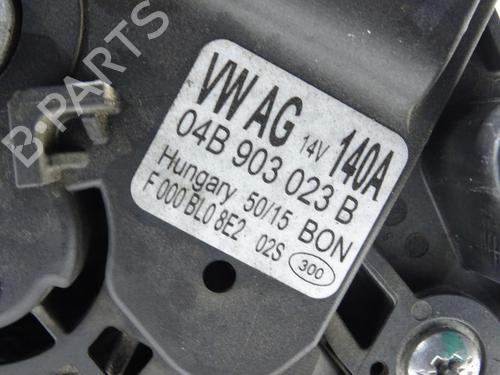 B-PARTS
VW AG 14V 140A
04B 903 023 B
Hungary 50/15 BON
F 000 BL0 8E2 02S 300